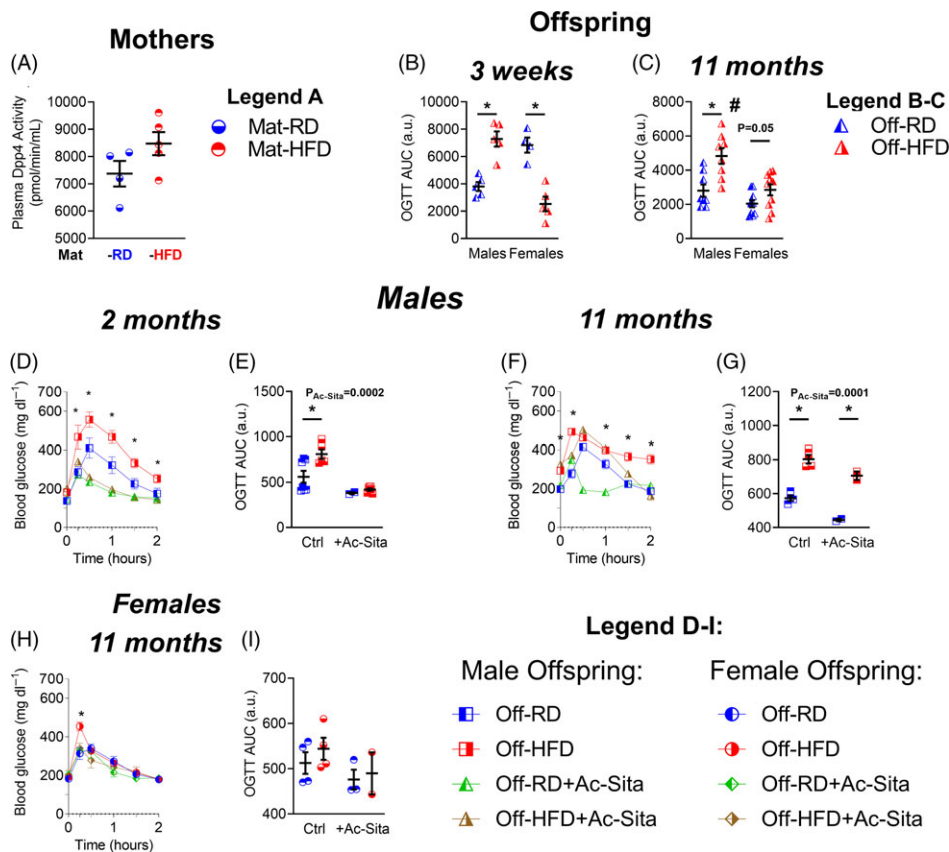 Mothers
Offspring
(A)
Legend A
Mat-RD
Mat-HFD
Plasma Dpp4 Activity
(pmol/min/mL)
10000
9000
8000
7000
6000
5000
Mat -RD -HFD
(B)
3 weeks
OGTT AUC (a.u.)
10000
8000
6000
4000
2000
0
* *
Males Females
(C)
11 months
OGTT AUC (a.u.)
10000
8000
6000
4000
2000
0
* #
P=0.05
Males Females
Legend B-C
Off-RD
Off-HFD
Males
2 months
11 months
(D)
Blood glucose (mg dl−1)
700
600
400
200
0
* * * * *
0 1 2
Time (hours)
(E)
OGTT AUC (a.u.)
1500
1000
500
0
PAc-Sita=0.0002
*
Ctrl +Ac-Sita
(F)
Blood glucose (mg dl−1)
700
600
400
200
0
* * * * * *
0 1 2
Time (hours)
(G)
OGTT AUC (a.u.)
1000
800
600
400
PAc-Sita=0.0001
* *
Ctrl +Ac-Sita
Females
11 months
(H)
Blood glucose (mg dl−1)
700
600
400
200
0
*
0 1 2
Time (hours)
(I)
OGTT AUC (a.u.)
700
600
500
400
Ctrl +Ac-Sita
Legend D-I:
Male Offspring:
Off-RD
Off-HFD
Off-RD+Ac-Sita
Off-HFD+Ac-Sita
Female Offspring:
Off-RD
Off-HFD
Off-RD+Ac-Sita
Off-HFD+Ac-Sita